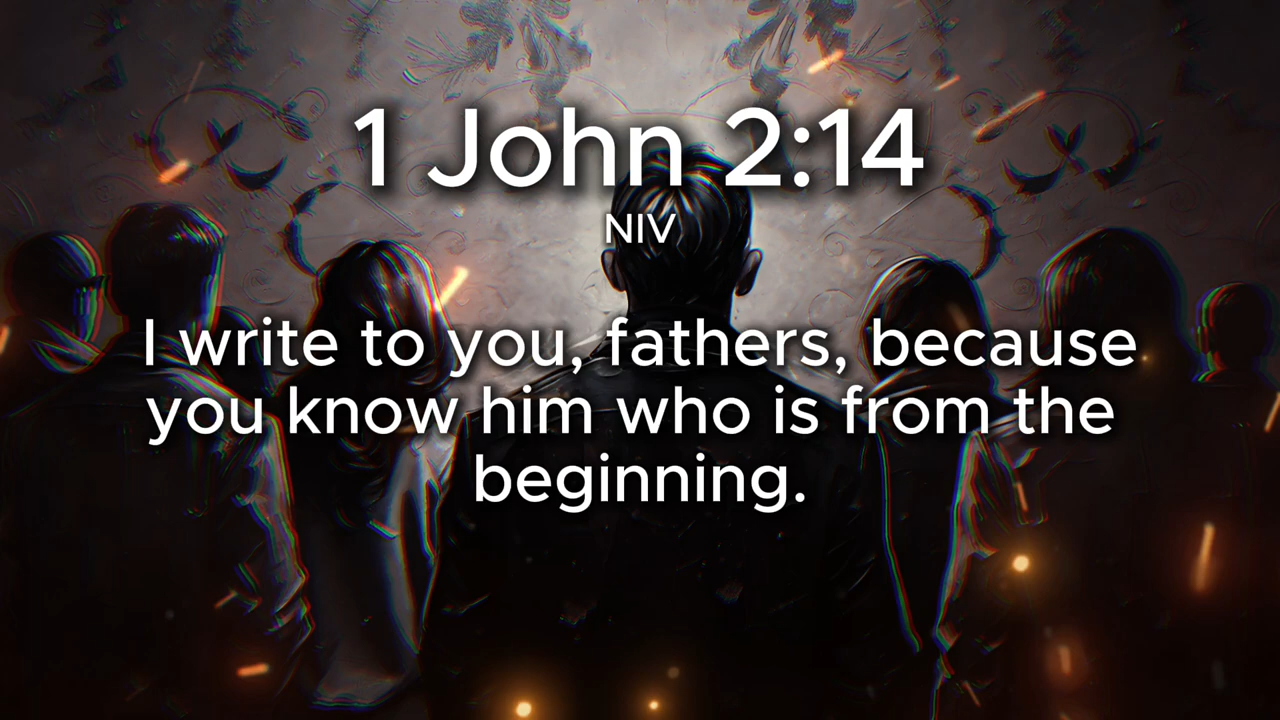 1 John 2:14
NIV
I write to you, fathers, because
you know him who is from the
beginning.